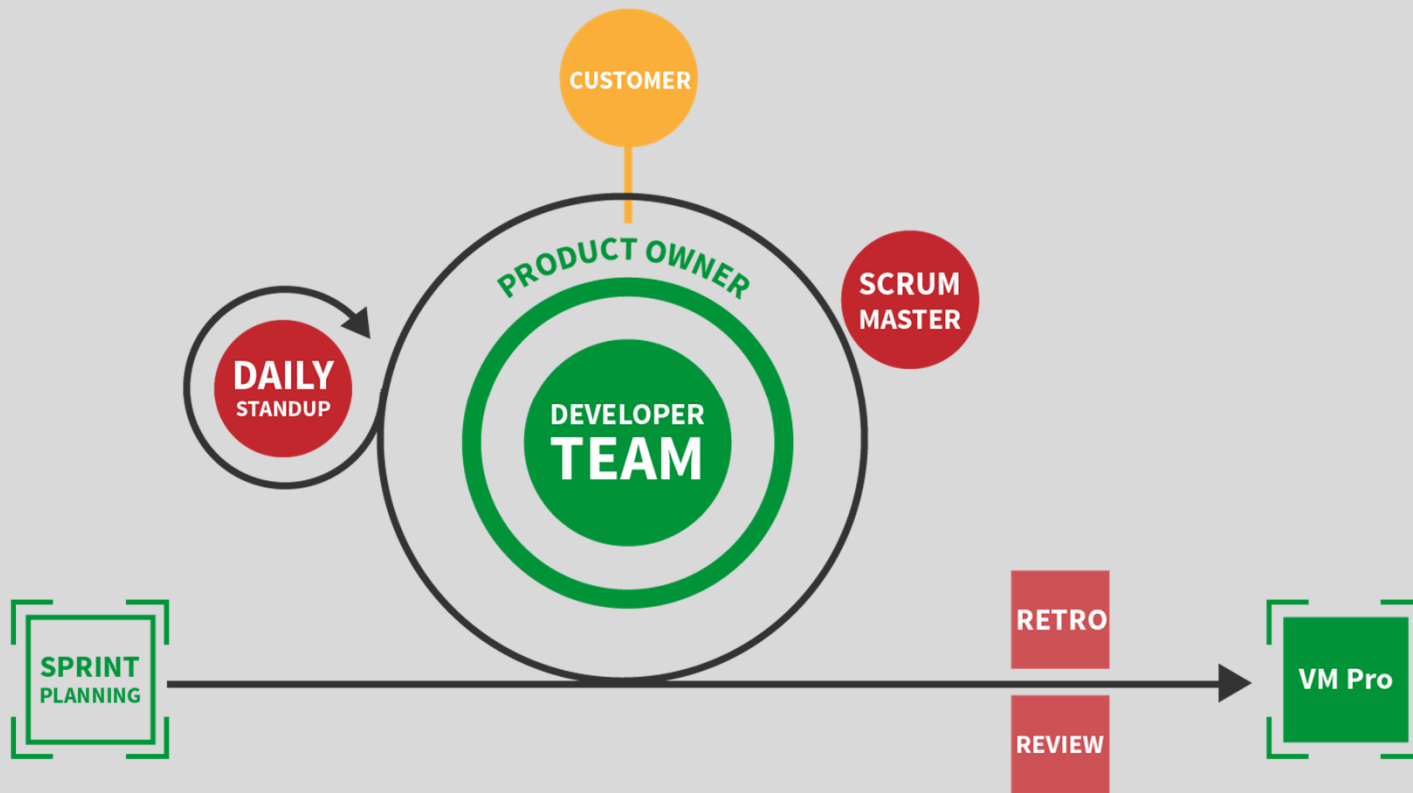 CUSTOMER
PRODUCT OWNER
SCRUM
MASTER
DAILY
STANDUP
DEVELOPER
TEAM
SPRINT
PLANNING
RETRO
REVIEW
VM Pro